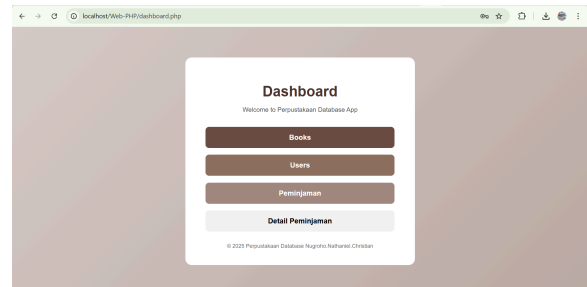 localhost/Web-PHP/dashboard.php
Dashboard
Welcome to Perpustakaan Database App
Books
Users
Peminjaman
Detail Peminjaman
© 2025 Perpustakaan Database Nugroho.Nathaniel.Christian